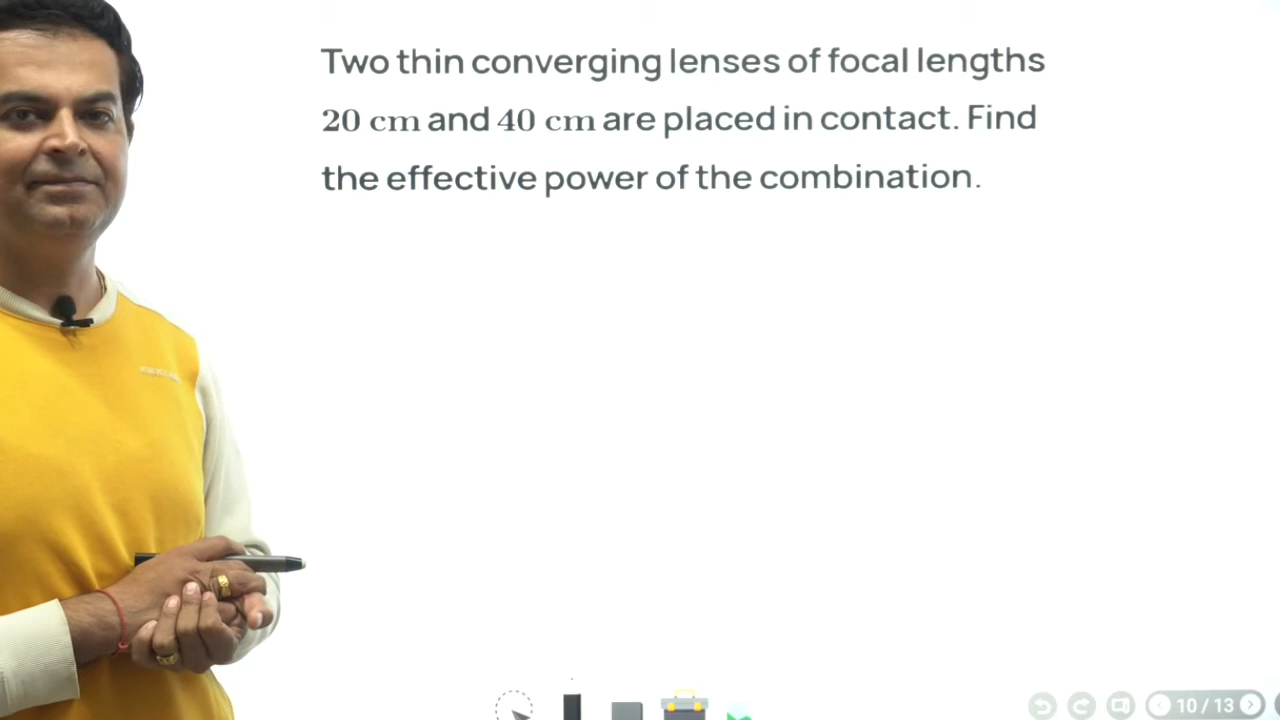 Two thin converging lenses of focal lengths
20 cm and 40 cm are placed in contact. Find
the effective power of the combination.
10 / 13